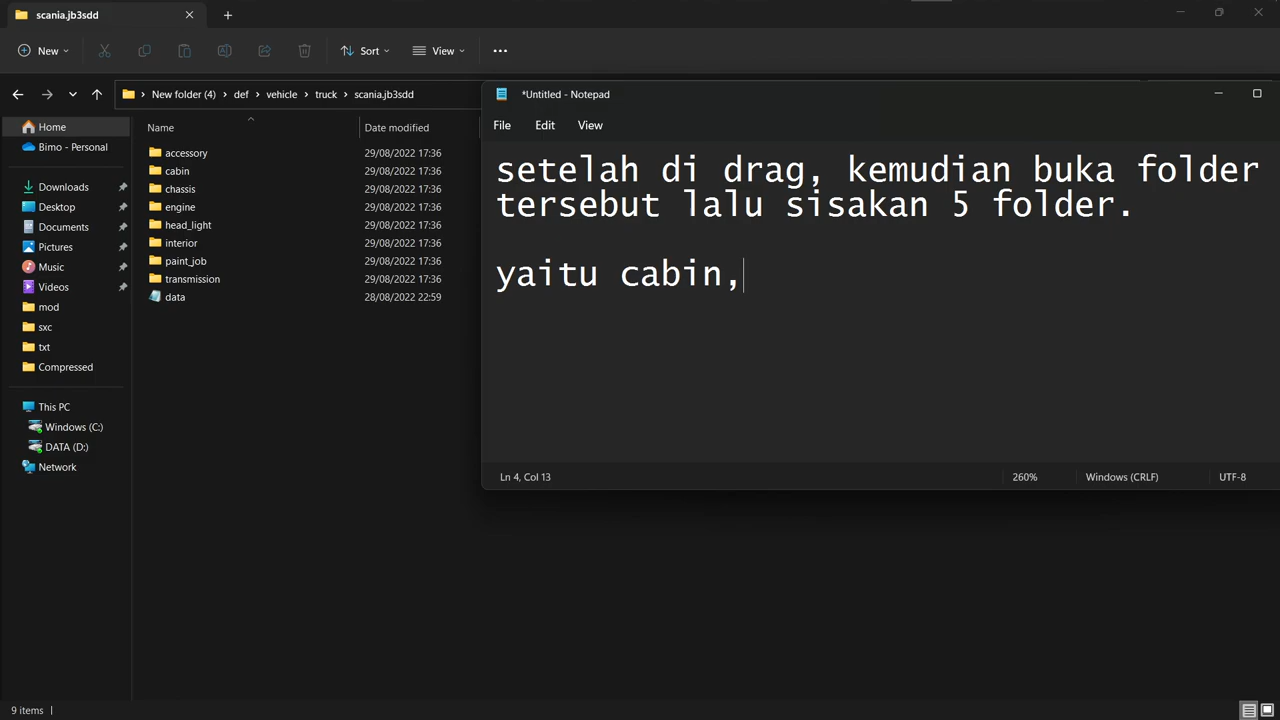 scania.jb3sdd
New
Sort
View
New folder (4) > def > vehicle > truck > scania.jb3sdd
Home
Bimo - Personal
Downloads
Desktop
Documents
Pictures
Music
Videos
mod
sxc
txt
Compressed
This PC
Windows (C:)
DATA (D:)
Network
Name Date modified
accessory 29/08/2022 17:36
cabin 29/08/2022 17:36
chassis 29/08/2022 17:36
engine 29/08/2022 17:36
head_light 29/08/2022 17:36
interior 29/08/2022 17:36
paint_job 29/08/2022 17:36
transmission 29/08/2022 17:36
data 28/08/2022 22:59
*Untitled - Notepad
File Edit View
setelah di drag, kemudian buka folder
tersebut lalu sisakan 5 folder.
yaitu cabin,
Ln 4, Col 13 260% Windows (CRLF) UTF-8
9 items